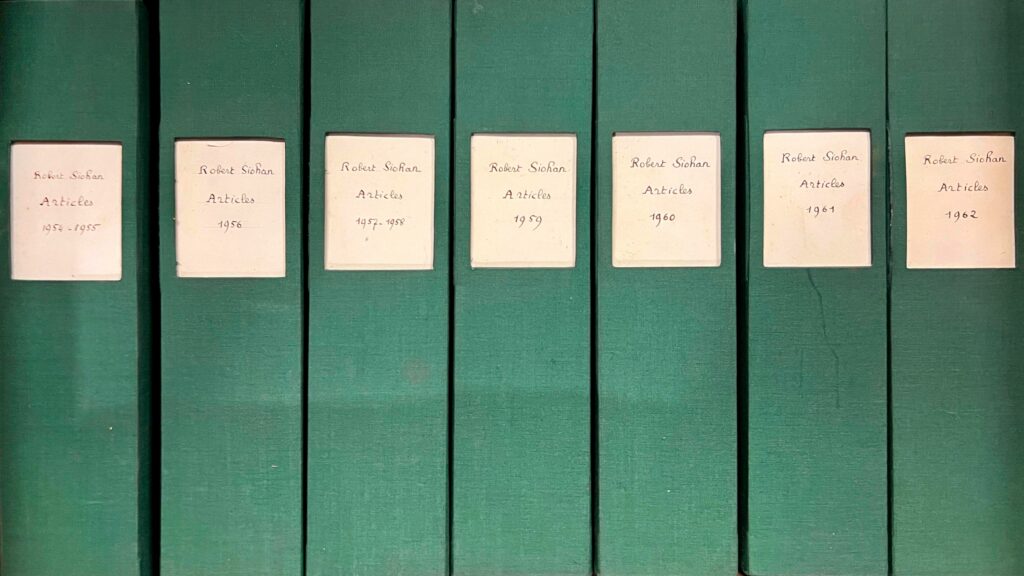 Robert Siohan
Articles
1954-1955
Robert Siohan
Articles
1956
Robert Siohan
Articles
1957-1958
Robert Siohan
Articles
1959
Robert Siohan
Articles
1960
Robert Siohan
Articles
1961
Robert Siohan
Articles
1962